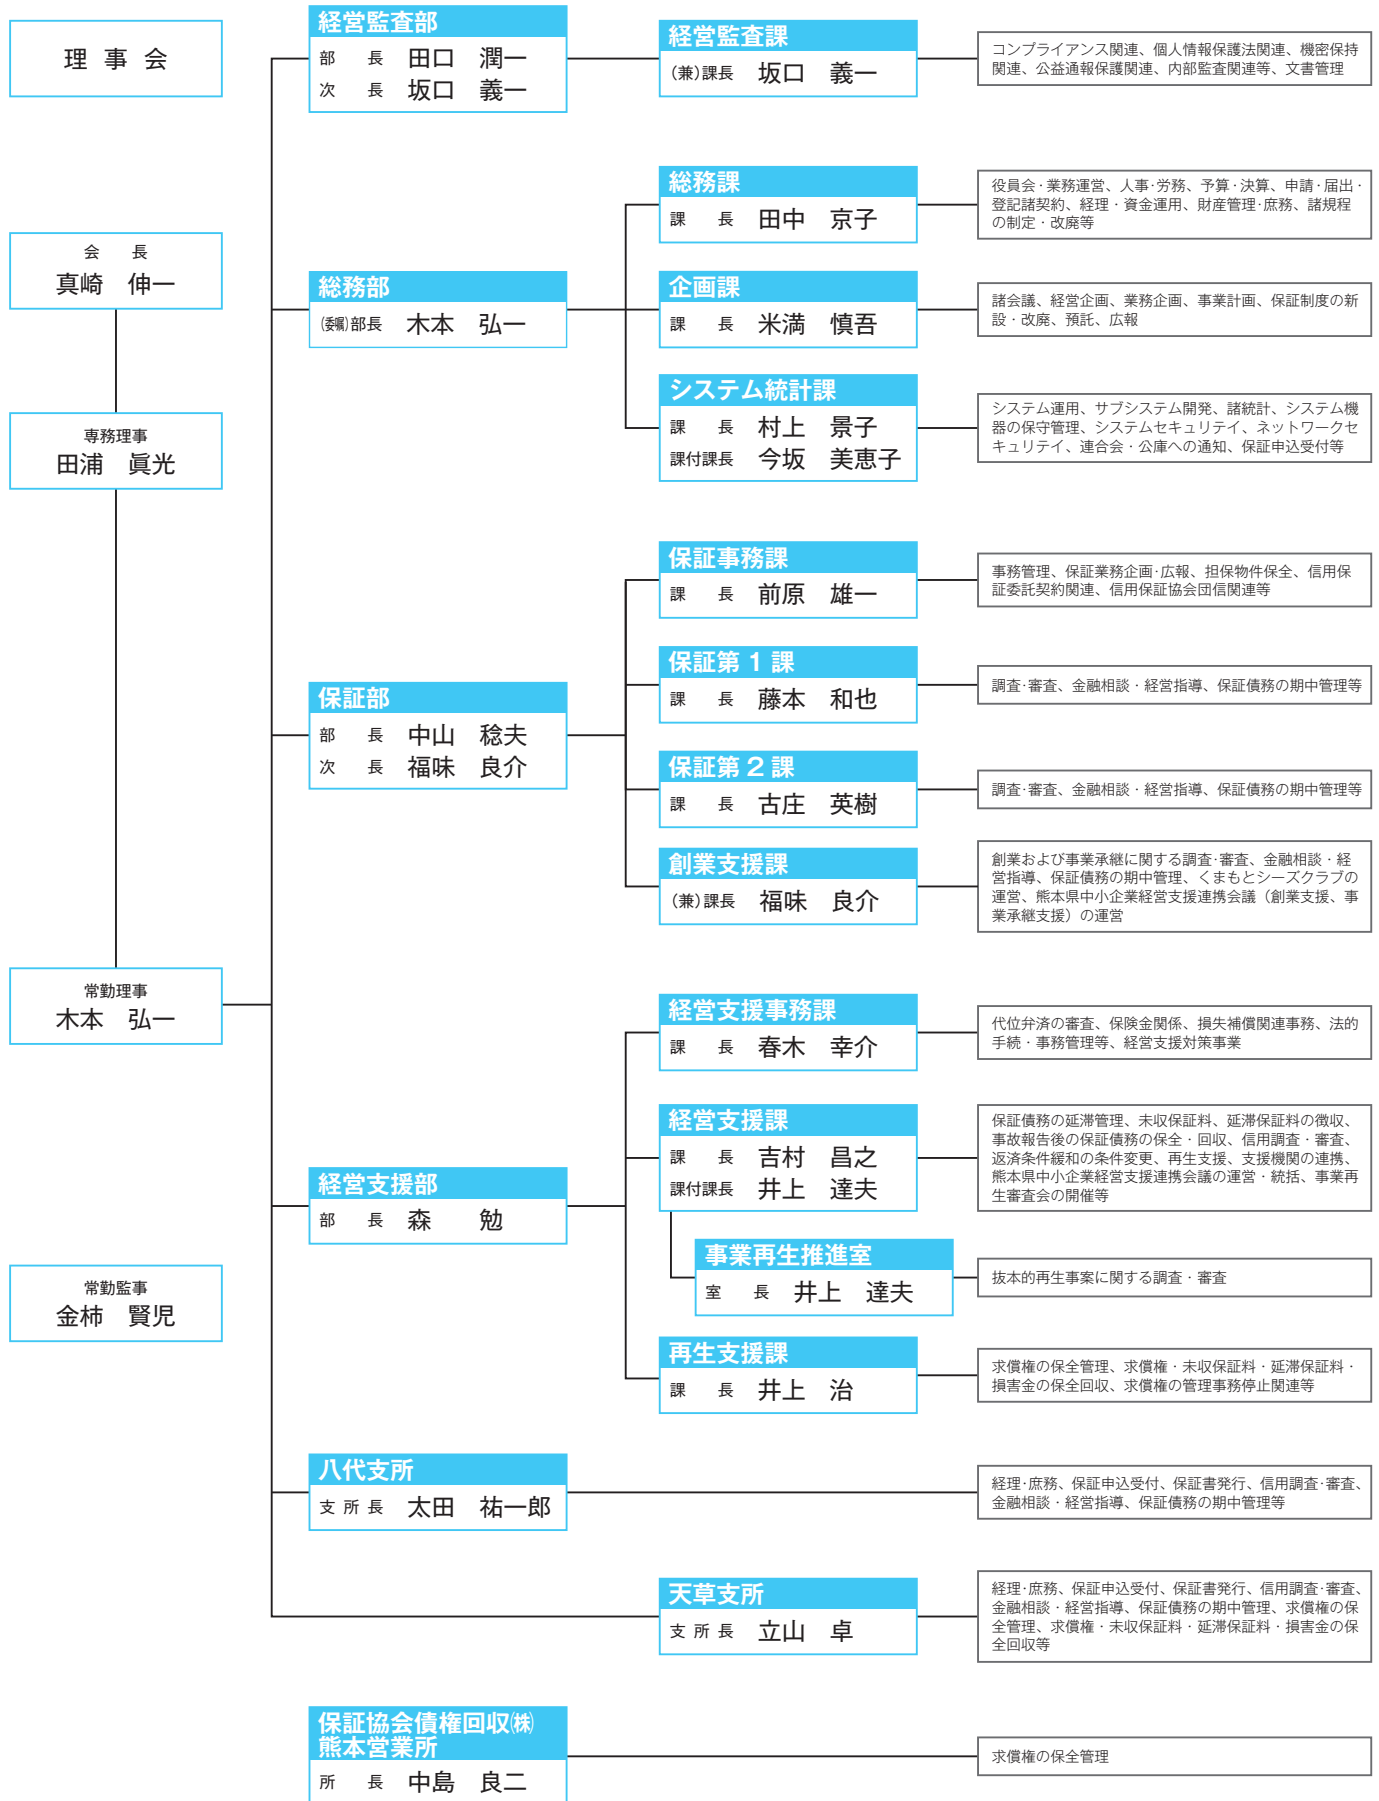 理 事 会
会　長
真崎　伸一
専務理事
田浦　眞光
常勤理事
木本　弘一
常勤監事
金柿　賢児
経営監査部
部　長　田口　潤一
次　長　坂口　義一
経営監査課
(兼)課長　坂口　義一
コンプライアンス関連、個人情報保護法関連、機密保持
関連、公益通報保護関連、内部監査関連等、文書管理
総務部
(委嘱)部長　木本　弘一
総務課
課　長　田中　京子
役員会・業務運営、人事・労務、予算・決算、申請・届出・
登記諸契約、経理・資金運用、財産管理・庶務、諸規程
の制定・改廃等
企画課
課　長　米満　慎吾
諸会議、経営企画、業務企画、事業計画、保証制度の新
設・改廃、預託、広報
システム統計課
課　長　村上　景子
課付課長　今坂　美恵子
システム運用、サブシステム開発、諸統計、システム機
器の保守管理、システムセキュリテイ、ネットワークセ
キュリテイ、連合会・公庫への通知、保証申込受付等
保証部
部　長　中山　稔夫
次　長　福味　良介
保証事務課
課　長　前原　雄一
事務管理、保証業務企画・広報、担保物件保全、信用保
証委託契約関連、信用保証協会団信関連等
保証第 1 課
課　長　藤本　和也
調査・審査、金融相談・経営指導、保証債務の期中管理等
保証第 2 課
課　長　古庄　英樹
調査・審査、金融相談・経営指導、保証債務の期中管理等
創業支援課
(兼)課長　福味　良介
創業および事業承継に関する調査・審査、金融相談・経
営指導、保証債務の期中管理、くまもとシーズクラブの
運営、熊本県中小企業経営支援連携会議（創業支援、事
業承継支援）の運営
経営支援部
部　長　森　　勉
経営支援事務課
課　長　春木　幸介
代位弁済の審査、保険金関係、損失補償関連事務、法的
手続・事務管理等、経営支援対策事業
経営支援課
課　長　吉村　昌之
課付課長　井上　達夫
保証債務の延滞管理、未収保証料、延滞保証料の徴収、
事故報告後の保証債務の保全・回収、信用調査・審査、
返済条件緩和の条件変更、再生支援、支援機関の連携、
熊本県中小企業経営支援連携会議の運営・統括、事業再
生審査会の開催等
事業再生推進室
室　長　井上　達夫
抜本的再生事案に関する調査・審査
再生支援課
課　長　井上　治
求償権の保全管理、求償権・未収保証料・延滞保証料・
損害金の保全回収、求償権の管理事務停止関連等
八代支所
支 所 長　太田　祐一郎
経理・庶務、保証申込受付、保証書発行、信用調査・審査、
金融相談・経営指導、保証債務の期中管理等
天草支所
支 所 長　立山　卓
経理・庶務、保証申込受付、保証書発行、信用調査・審査、
金融相談・経営指導、保証債務の期中管理、求償権の保
全管理、求償権・未収保証料・延滞保証料・損害金の保
全回収等
保証協会債権回収㈱
熊本営業所
所　長　中島　良二
求償権の保全管理